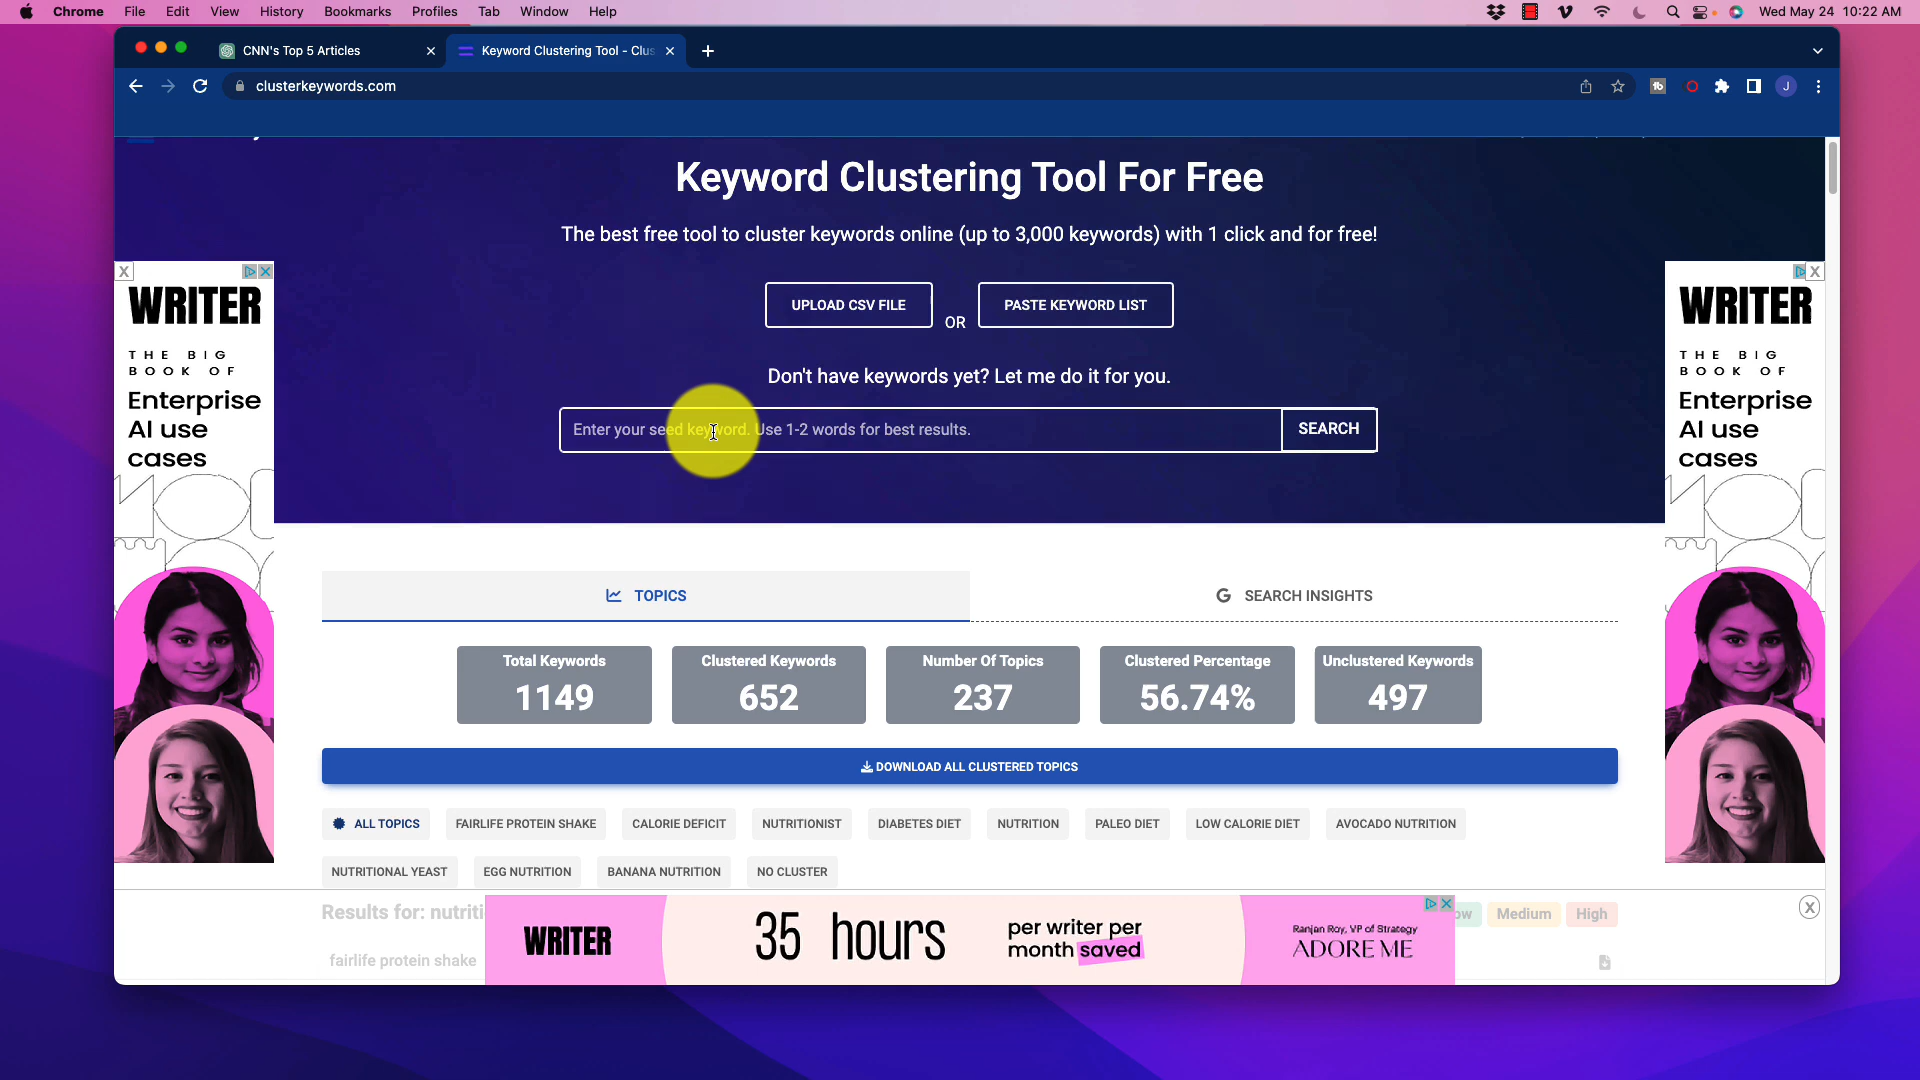 Chrome File Edit View History Bookmarks Profiles Tab Window Help Wed May 24 10:22 AM
CNN's Top 5 Articles Keyword Clustering Tool - Clus
clusterkeywords.com J
Keyword Clustering Tool For Free
The best free tool to cluster keywords online (up to 3,000 keywords) with 1 click and for free!
UPLOAD CSV FILE OR PASTE KEYWORD LIST
Don't have keywords yet? Let me do it for you.
Enter your seed keyword. Use 1-2 words for best results. SEARCH
WRITER
THE BIG
BOOK OF
Enterprise
AI use
cases
WRITER
THE BIG
BOOK OF
Enterprise
AI use
cases
TOPICS SEARCH INSIGHTS
Total Keywords Clustered Keywords Number Of Topics Clustered Percentage Unclustered Keywords
1149 652 237 56.74% 497
DOWNLOAD ALL CLUSTERED TOPICS
ALL TOPICS FAIRLIFE PROTEIN SHAKE CALORIE DEFICIT NUTRITIONIST DIABETES DIET NUTRITION PALEO DIET LOW CALORIE DIET AVOCADO NUTRITION
NUTRITIONAL YEAST EGG NUTRITION BANANA NUTRITION NO CLUSTER
Results for: nutriti ow Medium High
fairlife protein shake
WRITER 35 hours per writer per
month saved
Ranjan Roy, VP of Strategy
ADORE ME